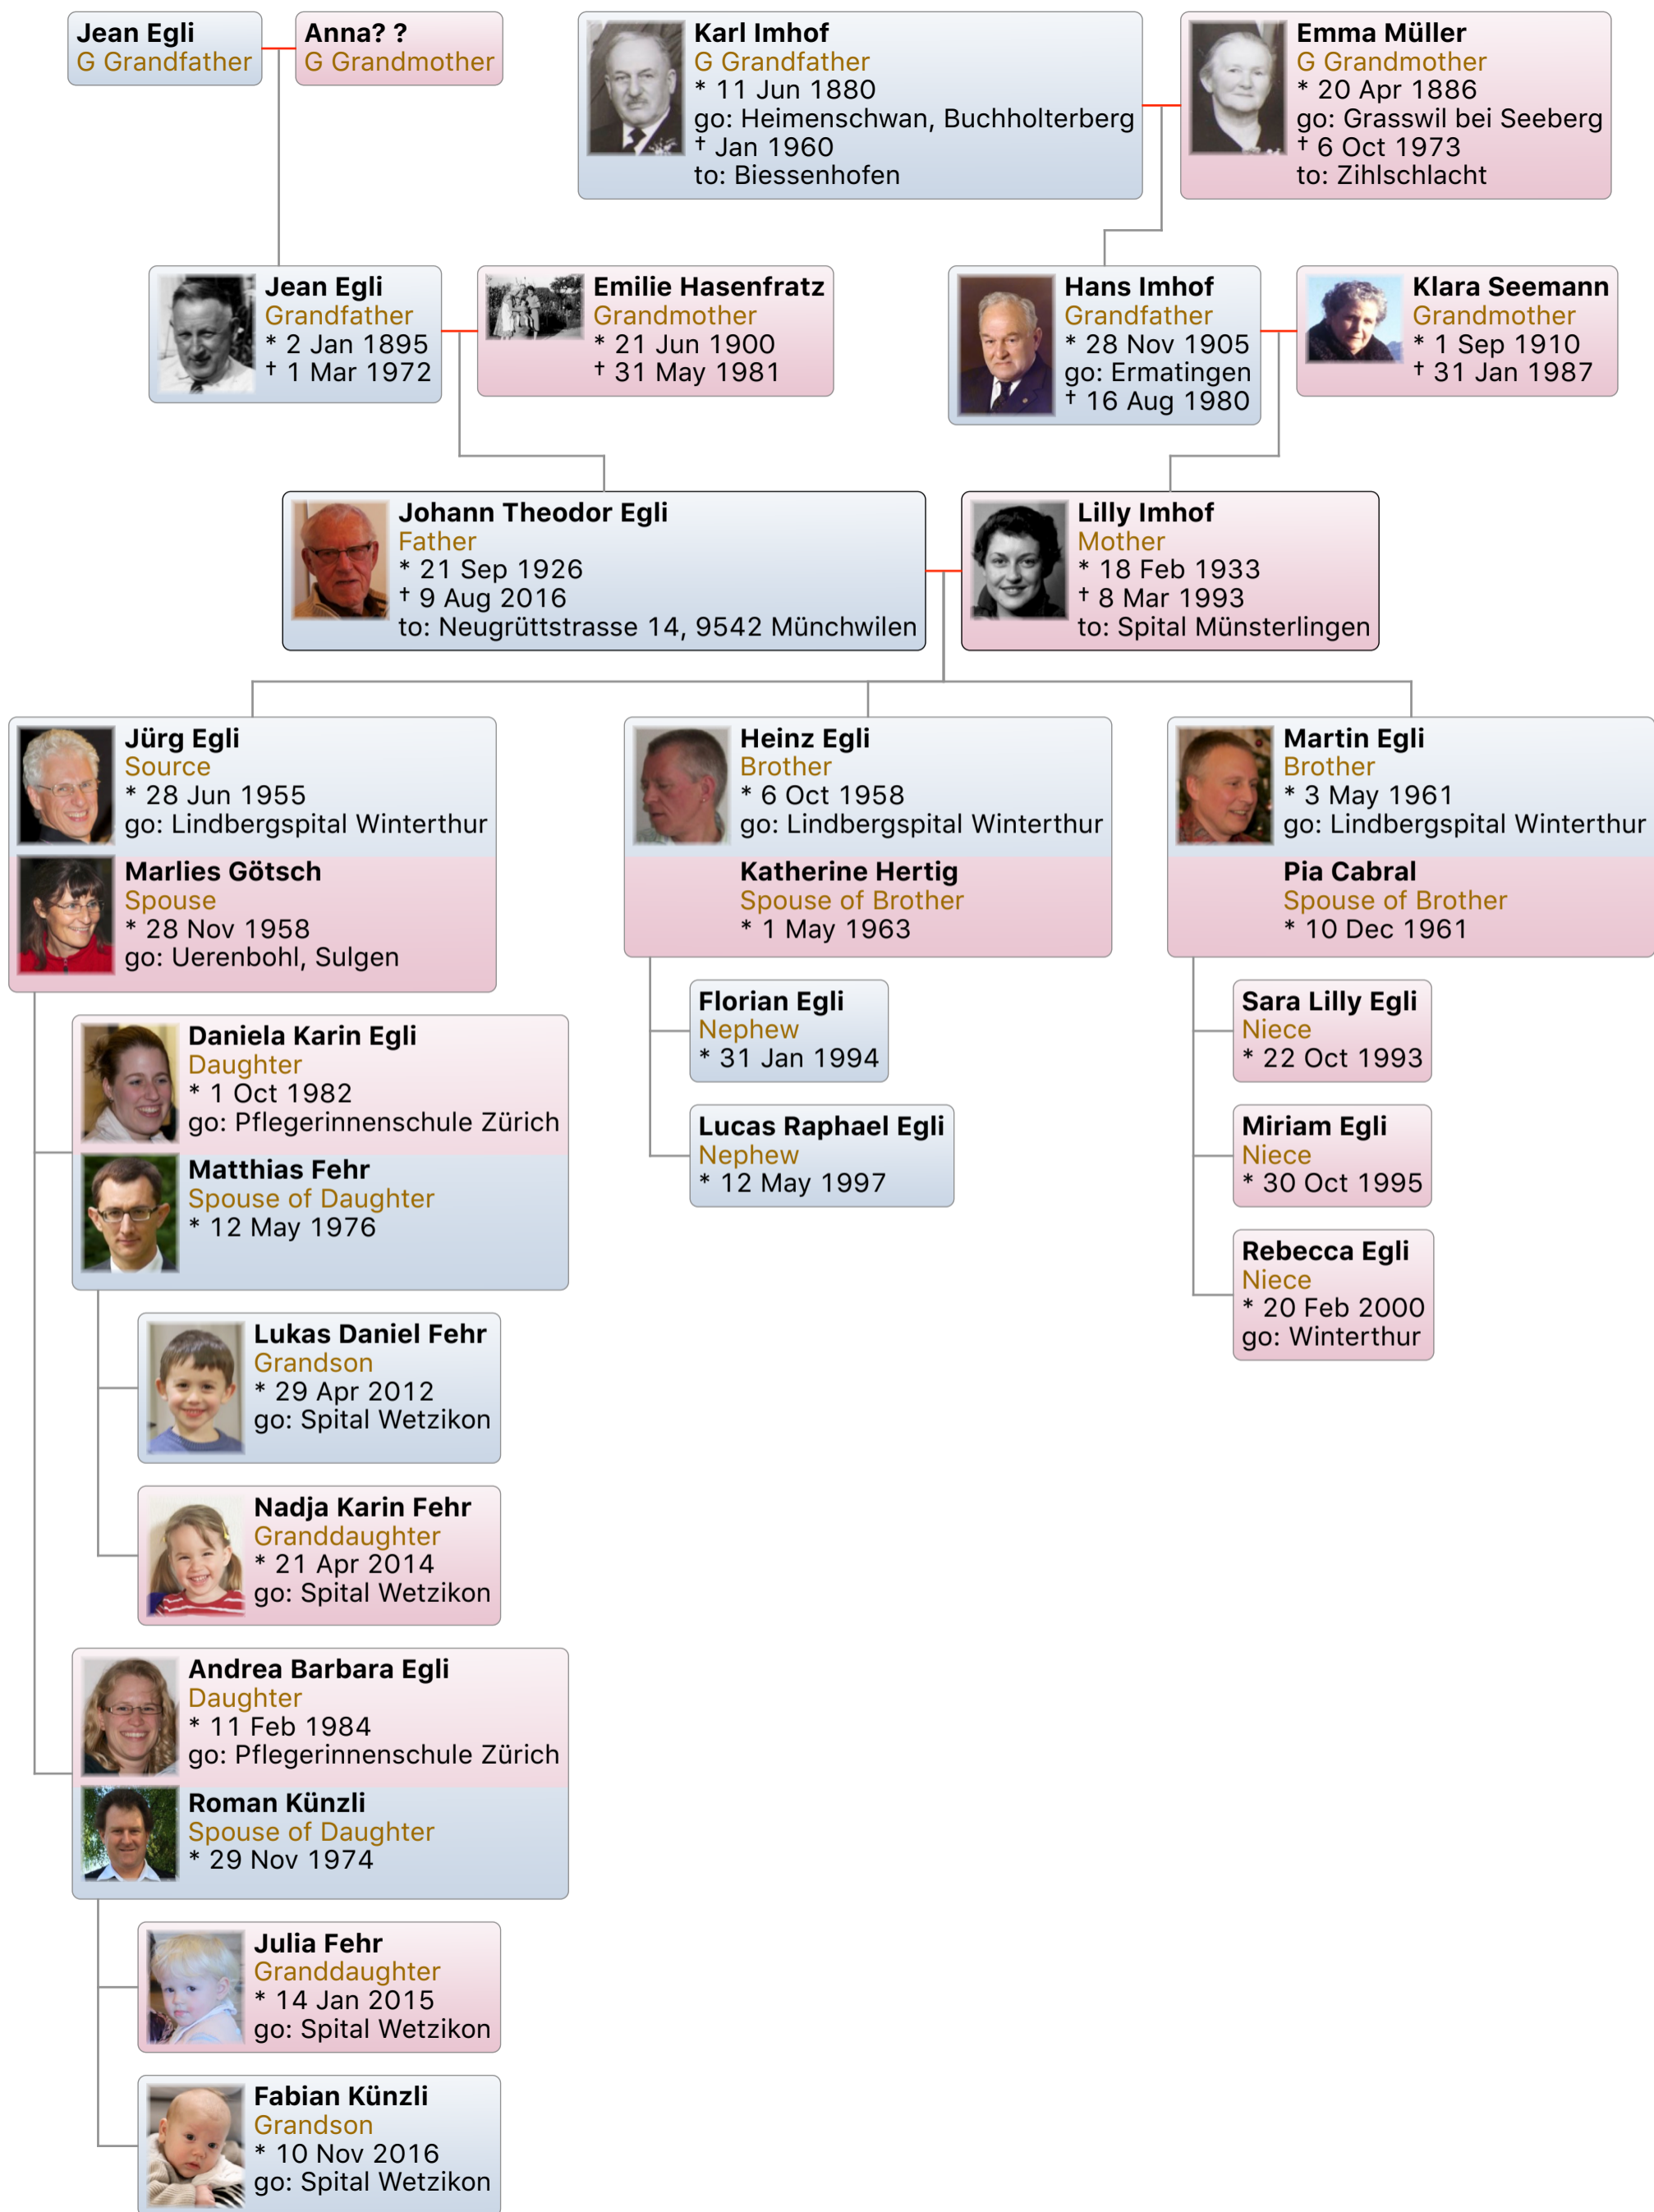 Jean Egli
G Grandfather
Anna? ?
G Grandmother
Karl Imhof
G Grandfather
* 11 Jun 1880
go: Heimenschwan, Buchholterberg
† Jan 1960
to: Biessenhofen
Emma Müller
G Grandmother
* 20 Apr 1886
go: Grasswil bei Seeberg
† 6 Oct 1973
to: Zihlschlacht
Jean Egli
Grandfather
* 2 Jan 1895
† 1 Mar 1972
Emilie Hasenfratz
Grandmother
* 21 Jun 1900
† 31 May 1981
Hans Imhof
Grandfather
* 28 Nov 1905
go: Ermatingen
† 16 Aug 1980
Klara Seemann
Grandmother
* 1 Sep 1910
† 31 Jan 1987
Johann Theodor Egli
Father
* 21 Sep 1926
† 9 Aug 2016
to: Neugrüttstrasse 14, 9542 Münchwilen
Lilly Imhof
Mother
* 18 Feb 1933
† 8 Mar 1993
to: Spital Münsterlingen
Jürg Egli
Source
* 28 Jun 1955
go: Lindbergspital Winterthur
Marlies Götsch
Spouse
* 28 Nov 1958
go: Uerenbohl, Sulgen
Heinz Egli
Brother
* 6 Oct 1958
go: Lindbergspital Winterthur
Katherine Hertig
Spouse of Brother
* 1 May 1963
Martin Egli
Brother
* 3 May 1961
go: Lindbergspital Winterthur
Pia Cabral
Spouse of Brother
* 10 Dec 1961
Daniela Karin Egli
Daughter
* 1 Oct 1982
go: Pflegerinnenschule Zürich
Matthias Fehr
Spouse of Daughter
* 12 May 1976
Florian Egli
Nephew
* 31 Jan 1994
Lucas Raphael Egli
Nephew
* 12 May 1997
Sara Lilly Egli
Niece
* 22 Oct 1993
Miriam Egli
Niece
* 30 Oct 1995
Rebecca Egli
Niece
* 20 Feb 2000
go: Winterthur
Lukas Daniel Fehr
Grandson
* 29 Apr 2012
go: Spital Wetzikon
Nadja Karin Fehr
Granddaughter
* 21 Apr 2014
go: Spital Wetzikon
Andrea Barbara Egli
Daughter
* 11 Feb 1984
go: Pflegerinnenschule Zürich
Roman Künzli
Spouse of Daughter
* 29 Nov 1974
Julia Fehr
Granddaughter
* 14 Jan 2015
go: Spital Wetzikon
Fabian Künzli
Grandson
* 10 Nov 2016
go: Spital Wetzikon